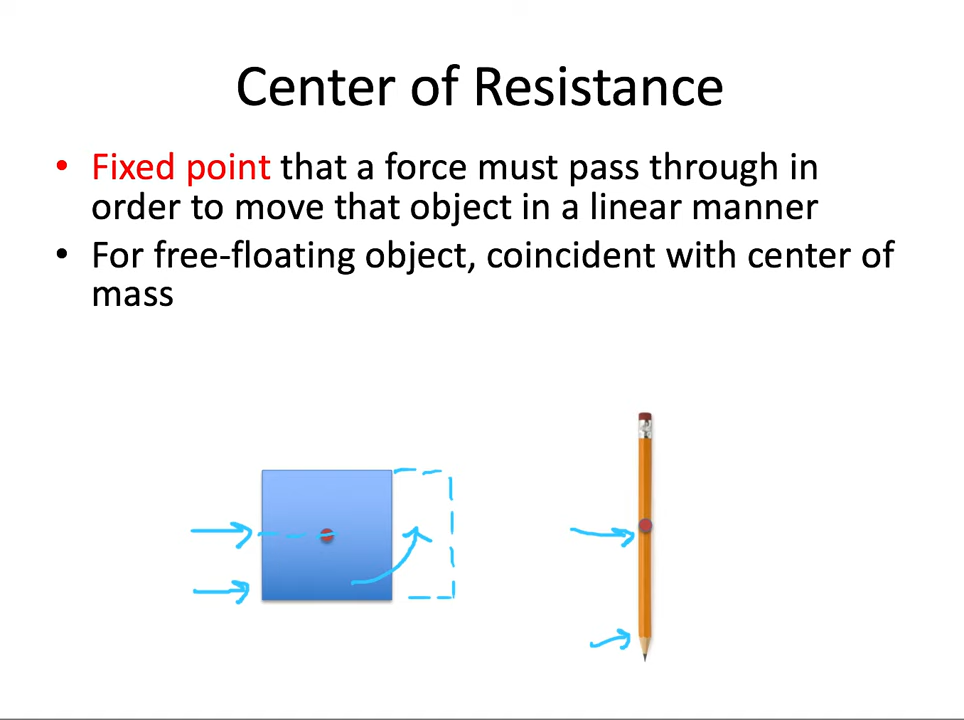 Center of Resistance
• Fixed point that a force must pass through in
order to move that object in a linear manner
• For free-floating object, coincident with center of
mass